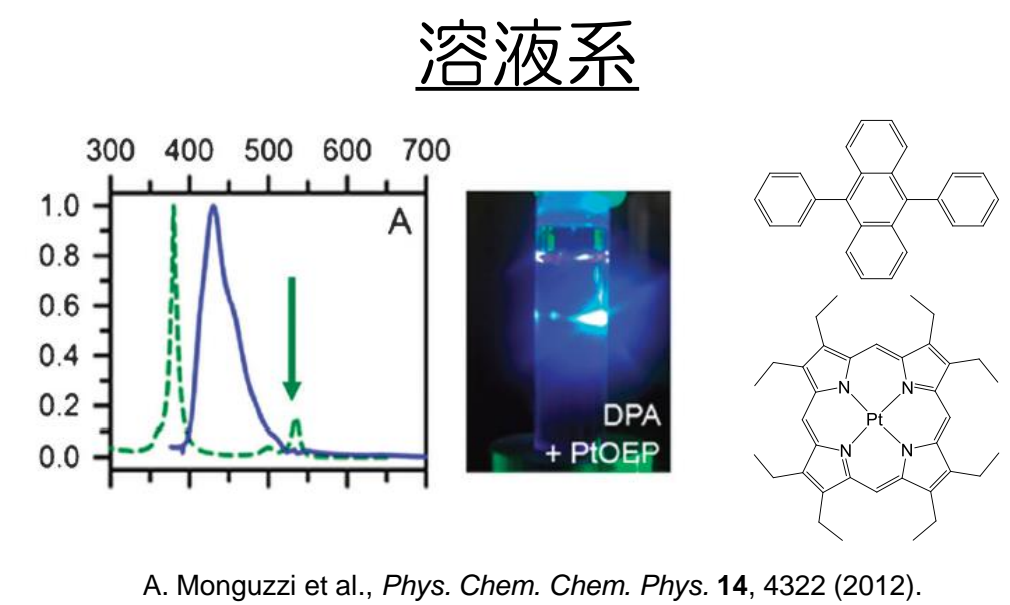 溶液系
300 400 500 600 700
1.0
0.8
0.6
0.4
0.2
0.0
A
DPA
+ PtOEP
N N
Pt
N N
A. Monguzzi et al., Phys. Chem. Chem. Phys. 14, 4322 (2012).